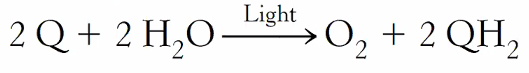 2 Q + 2 H₂O —Light→ O₂ + 2 QH₂